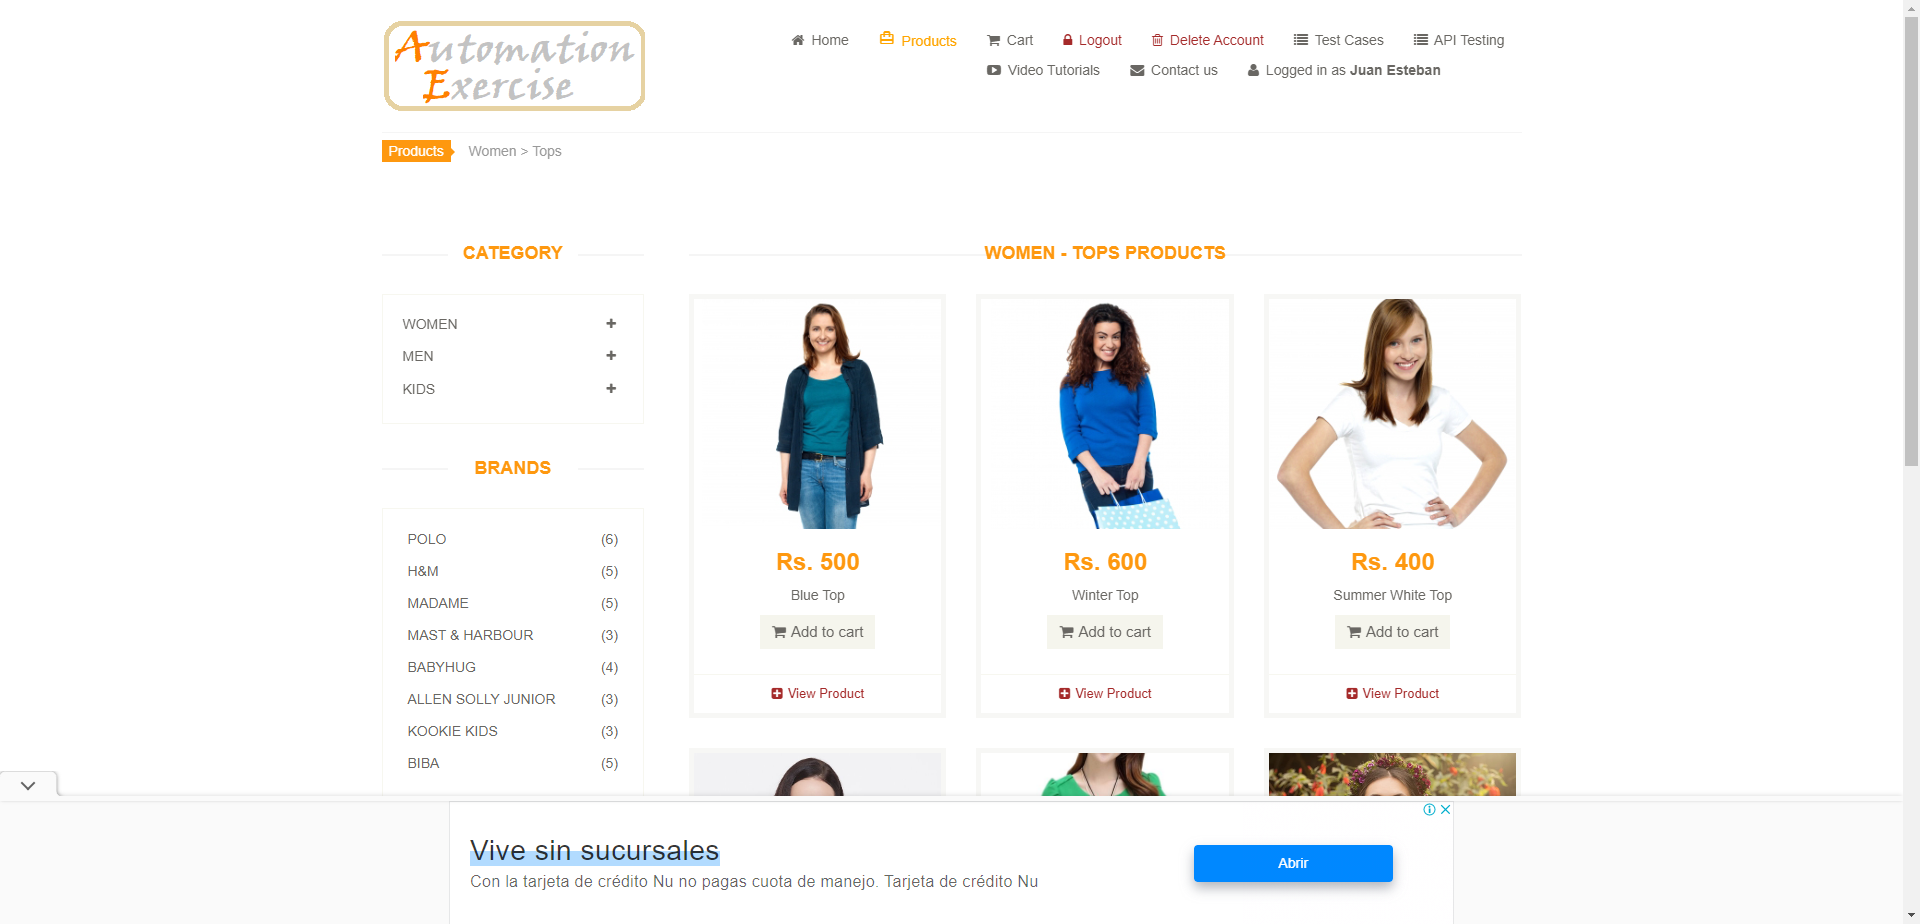 Automation
Exercise
Home
Products
Cart
Logout
Delete Account
Test Cases
API Testing
Video Tutorials
Contact us
Logged in as Juan Esteban
Products
Women > Tops
CATEGORY
WOMEN
MEN
KIDS
BRANDS
POLO (6)
H&M (5)
MADAME (5)
MAST & HARBOUR (3)
BABYHUG (4)
ALLEN SOLLY JUNIOR (3)
KOOKIE KIDS (3)
BIBA (5)
WOMEN - TOPS PRODUCTS
Rs. 500
Blue Top
Add to cart
View Product
Rs. 600
Winter Top
Add to cart
View Product
Rs. 400
Summer White Top
Add to cart
View Product
Vive sin sucursales
Con la tarjeta de crédito Nu no pagas cuota de manejo. Tarjeta de crédito Nu
Abrir